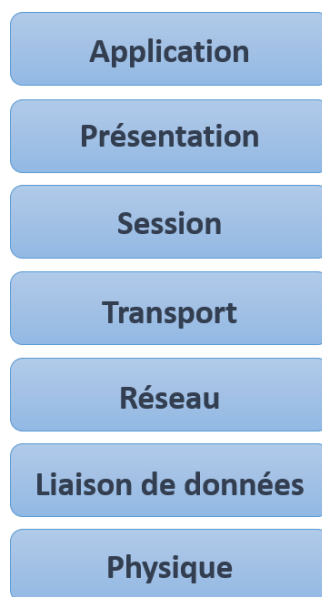 Application
Présentation
Session
Transport
Réseau
Liaison de données
Physique